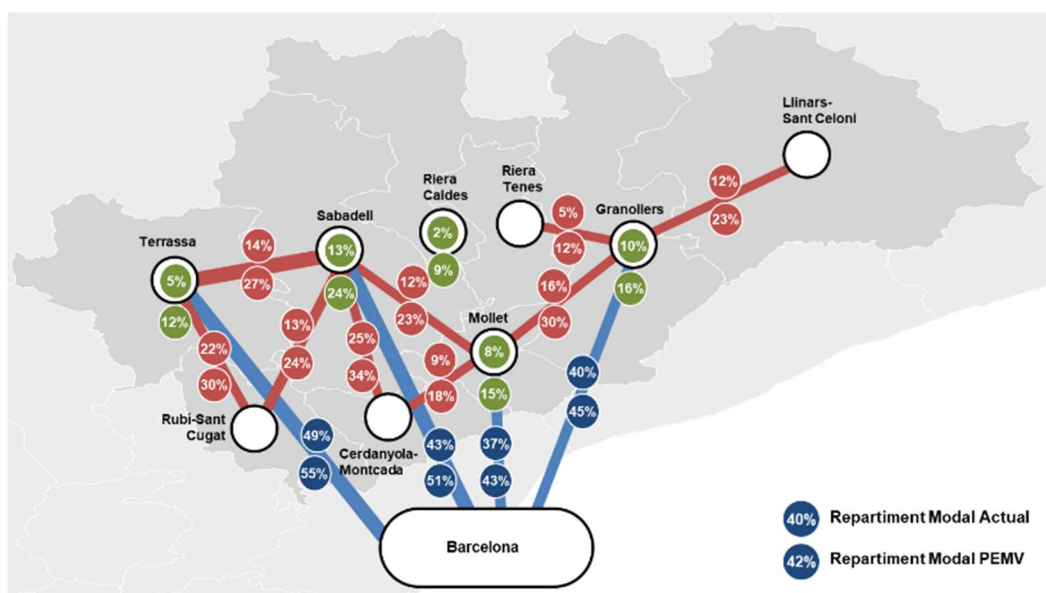 Llinars-
Sant Celoni
12%
23%
Riera
Tenes
5%
12%
Granollers
10%
16%
Riera
Caldes
2%
9%
Sabadell
13%
24%
Terrassa
5%
12%
14%
27%
12%
23%
16%
30%
Mollet
8%
15%
13%
24%
25%
34%
9%
18%
22%
30%
Rubí-Sant
Cugat
Cerdanyola-
Montcada
49%
55%
43%
51%
37%
43%
40%
45%
Barcelona
40% Repartiment Modal Actual
42% Repartiment Modal PEMV